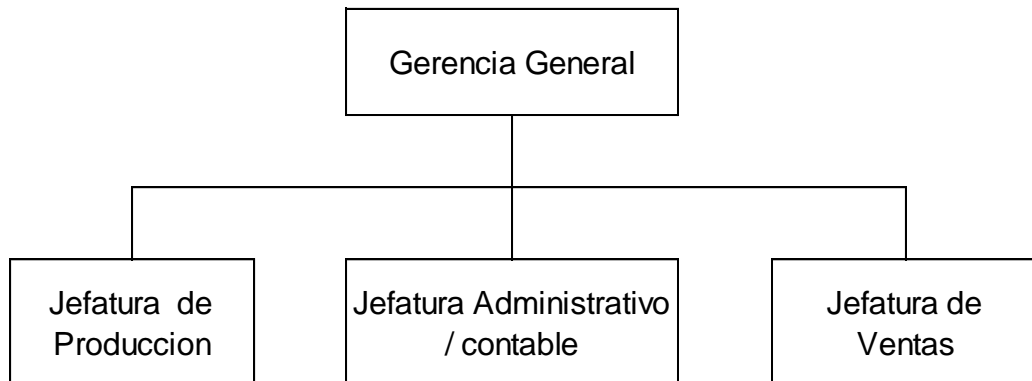 Gerencia General
Jefatura de
Produccion
Jefatura Administrativo
/ contable
Jefatura de
Ventas